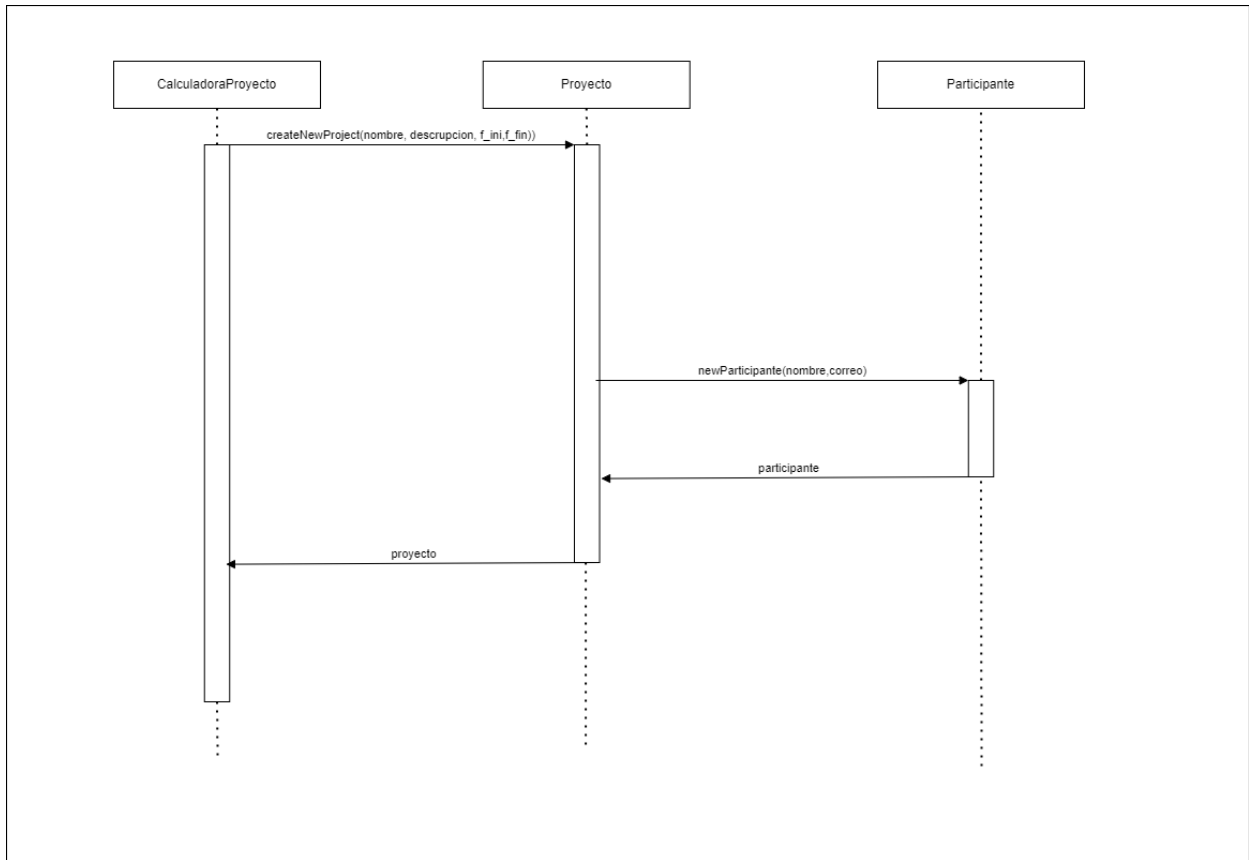 CalculadoraProyecto
Proyecto
Participante
createNewProject(nombre, descrupcion, f_ini,f_fin))
newParticipante(nombre,correo)
participante
proyecto